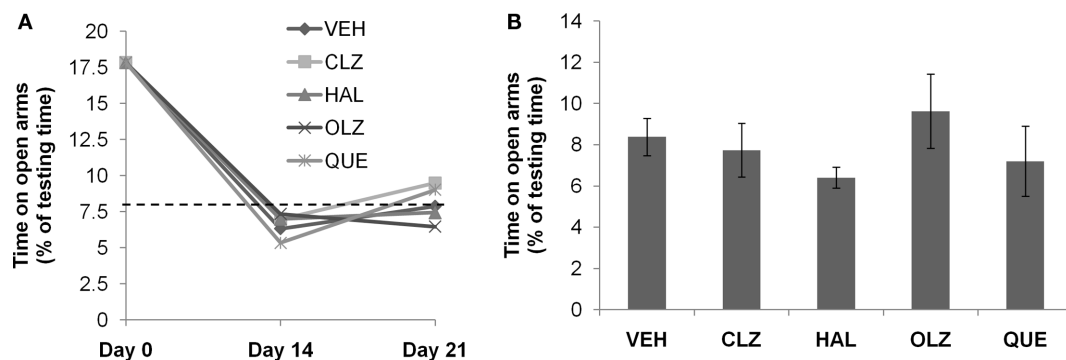 A
Time on open arms
(% of testing time)
20
17.5
15
12.5
10
7.5
5
2.5
0
Day 0
Day 14
Day 21
VEH
CLZ
HAL
OLZ
QUE
B
Time on open arms
(% of testing time)
14
12
10
8
6
4
2
0
VEH
CLZ
HAL
OLZ
QUE